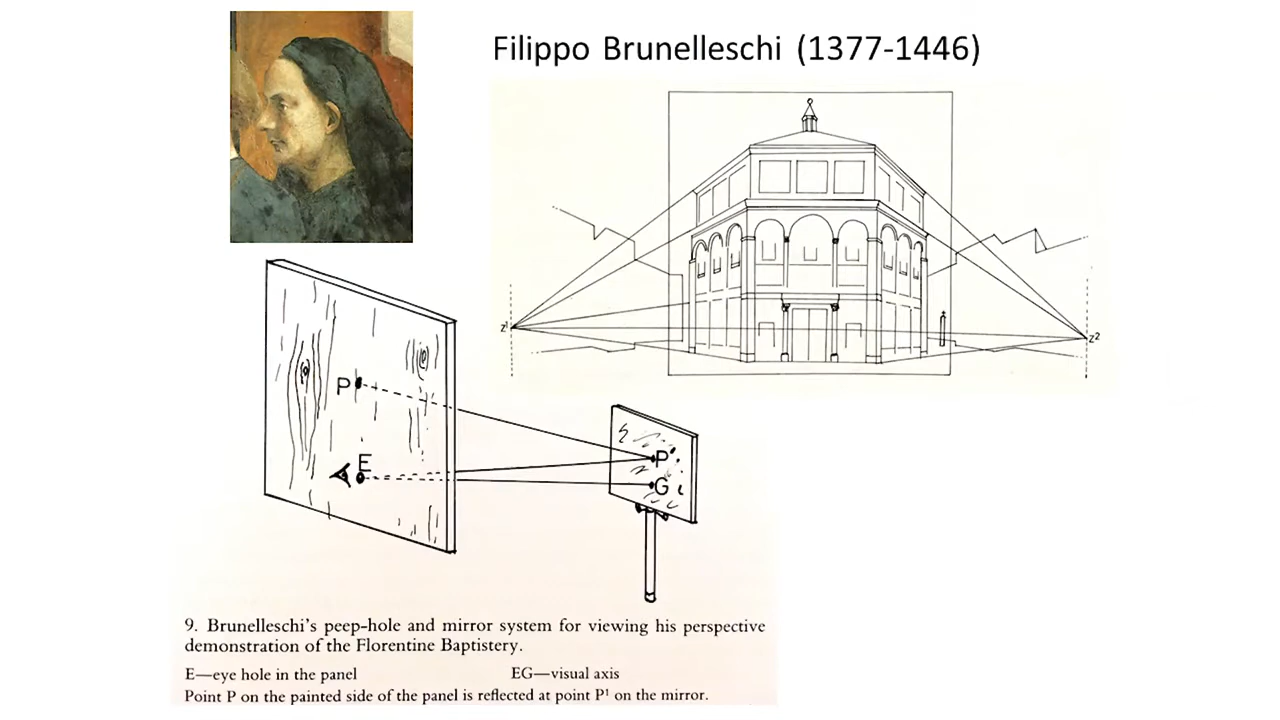 Filippo Brunelleschi (1377-1446)
z¹
z²
P
E
P'
G
9. Brunelleschi's peep-hole and mirror system for viewing his perspective
demonstration of the Florentine Baptistery.
E—eye hole in the panel EG—visual axis
Point P on the painted side of the panel is reflected at point P¹ on the mirror.